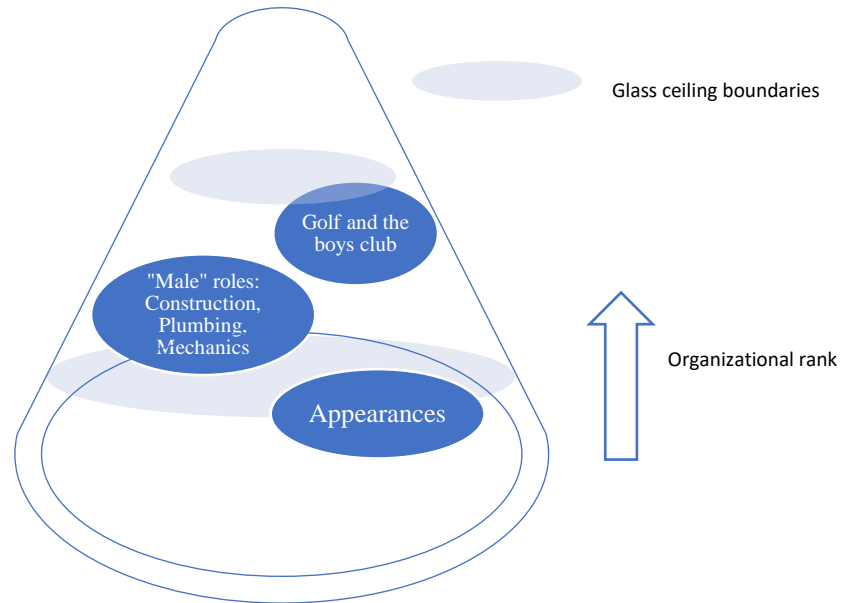 Glass ceiling boundaries
Golf and the
boys club
"Male" roles:
Construction,
Plumbing,
Mechanics
Organizational rank
Appearances